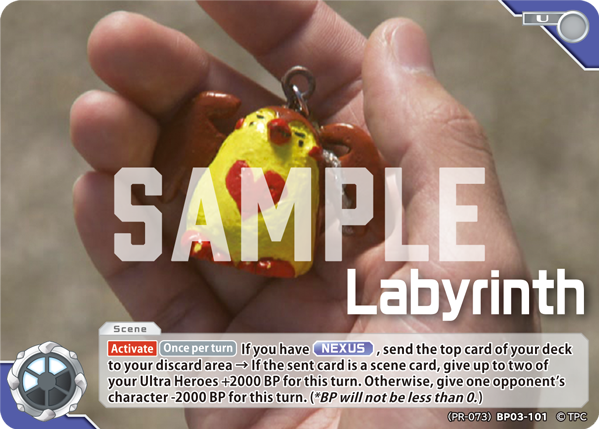 U
SAMPLE
Labyrinth
Scene
Activate Once per turn If you have NEXUS , send the top card of your deck
to your discard area → If the sent card is a scene card, give up to two of
your Ultra Heroes +2000 BP for this turn. Otherwise, give one opponent's
character -2000 BP for this turn. (*BP will not be less than 0.)
(PR-073) BP03-101 © TPC